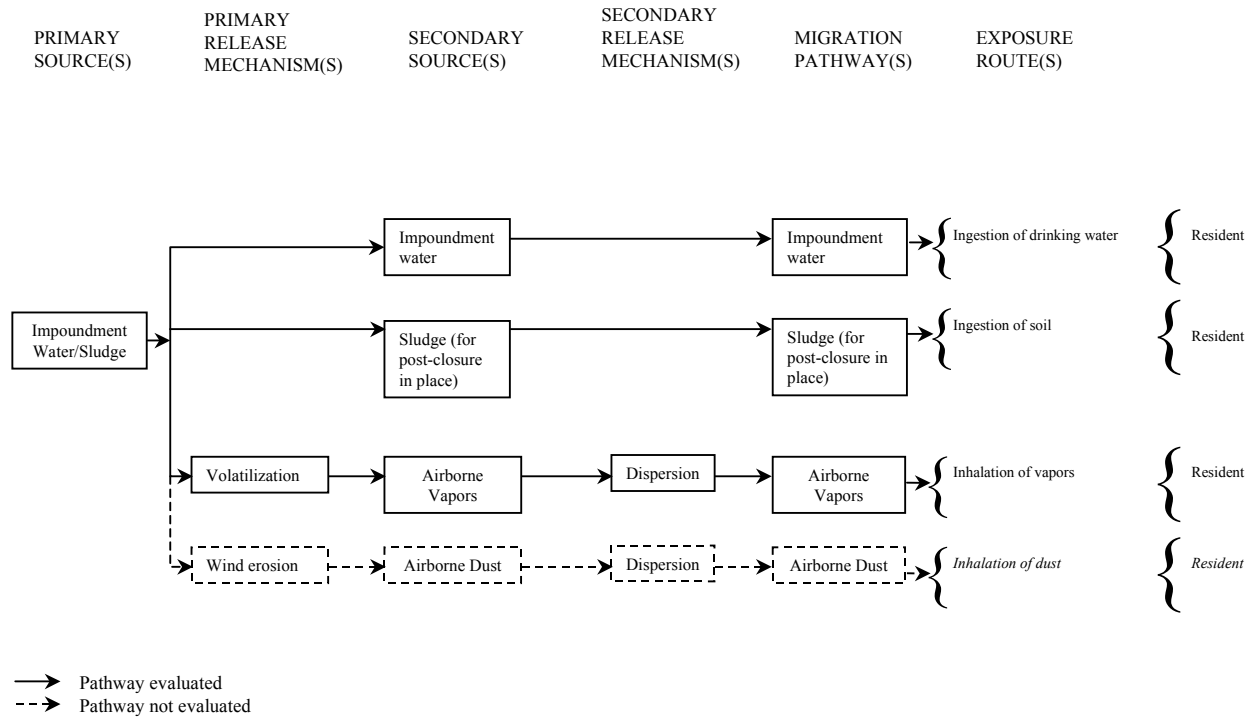 PRIMARY
SOURCE(S)
PRIMARY
RELEASE
MECHANISM(S)
SECONDARY
SOURCE(S)
SECONDARY
RELEASE
MECHANISM(S)
MIGRATION
PATHWAY(S)
EXPOSURE
ROUTE(S)
Impoundment
Water/Sludge
Impoundment
water
Impoundment
water
Ingestion of drinking water
Resident
Sludge (for
post-closure
in place)
Sludge (for
post-closure in
place)
Ingestion of soil
Resident
Volatilization
Airborne
Vapors
Dispersion
Airborne
Vapors
Inhalation of vapors
Resident
Wind erosion
Airborne Dust
Dispersion
Airborne Dust
Inhalation of dust
Resident
Pathway evaluated
Pathway not evaluated